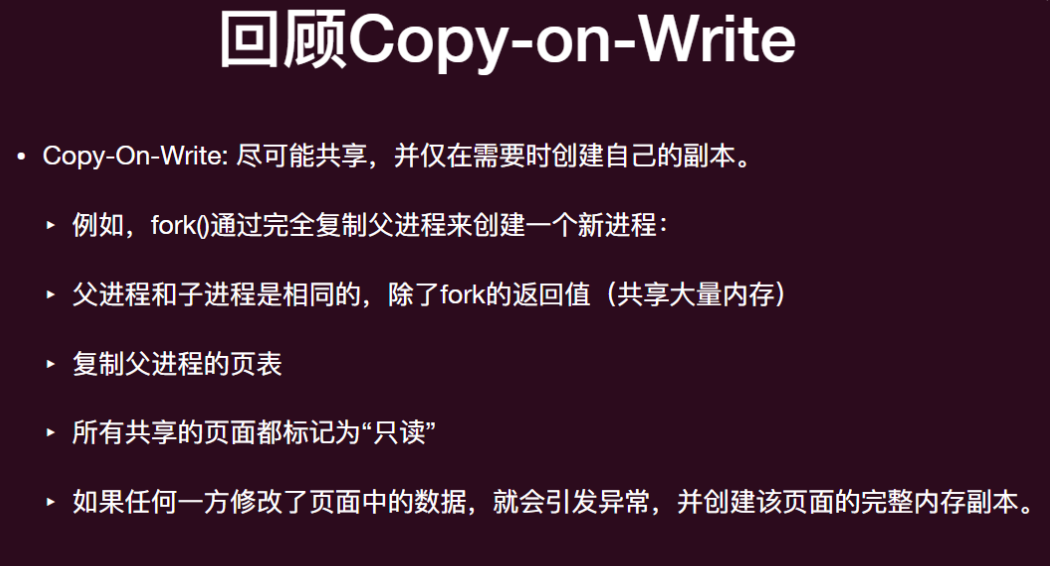 回顾Copy-on-Write
• Copy-On-Write: 尽可能共享，并仅在需要时创建自己的副本。
‣ 例如，fork()通过完全复制父进程来创建一个新进程：
‣ 父进程和子进程是相同的，除了fork的返回值（共享大量内存）
‣ 复制父进程的页表
‣ 所有共享的页面都标记为“只读”
‣ 如果任何一方修改了页面中的数据，就会引发异常，并创建该页面的完整内存副本。